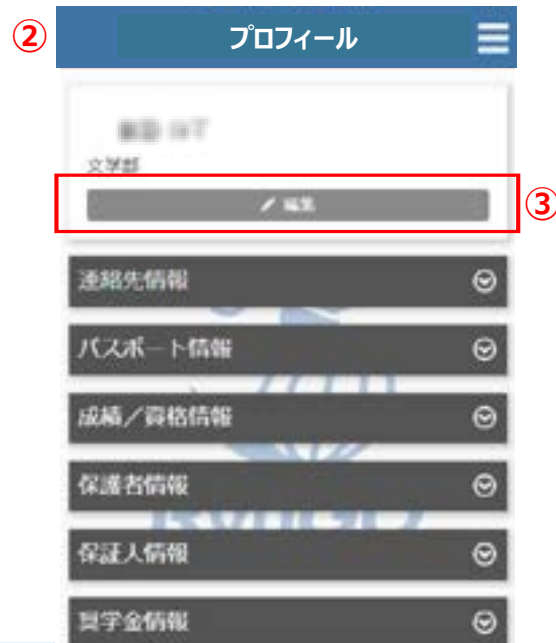 ② プロフィール
文学部
編集 ③
連絡先情報
パスポート情報
成績／資格情報
保護者情報
保証人情報
奨学金情報